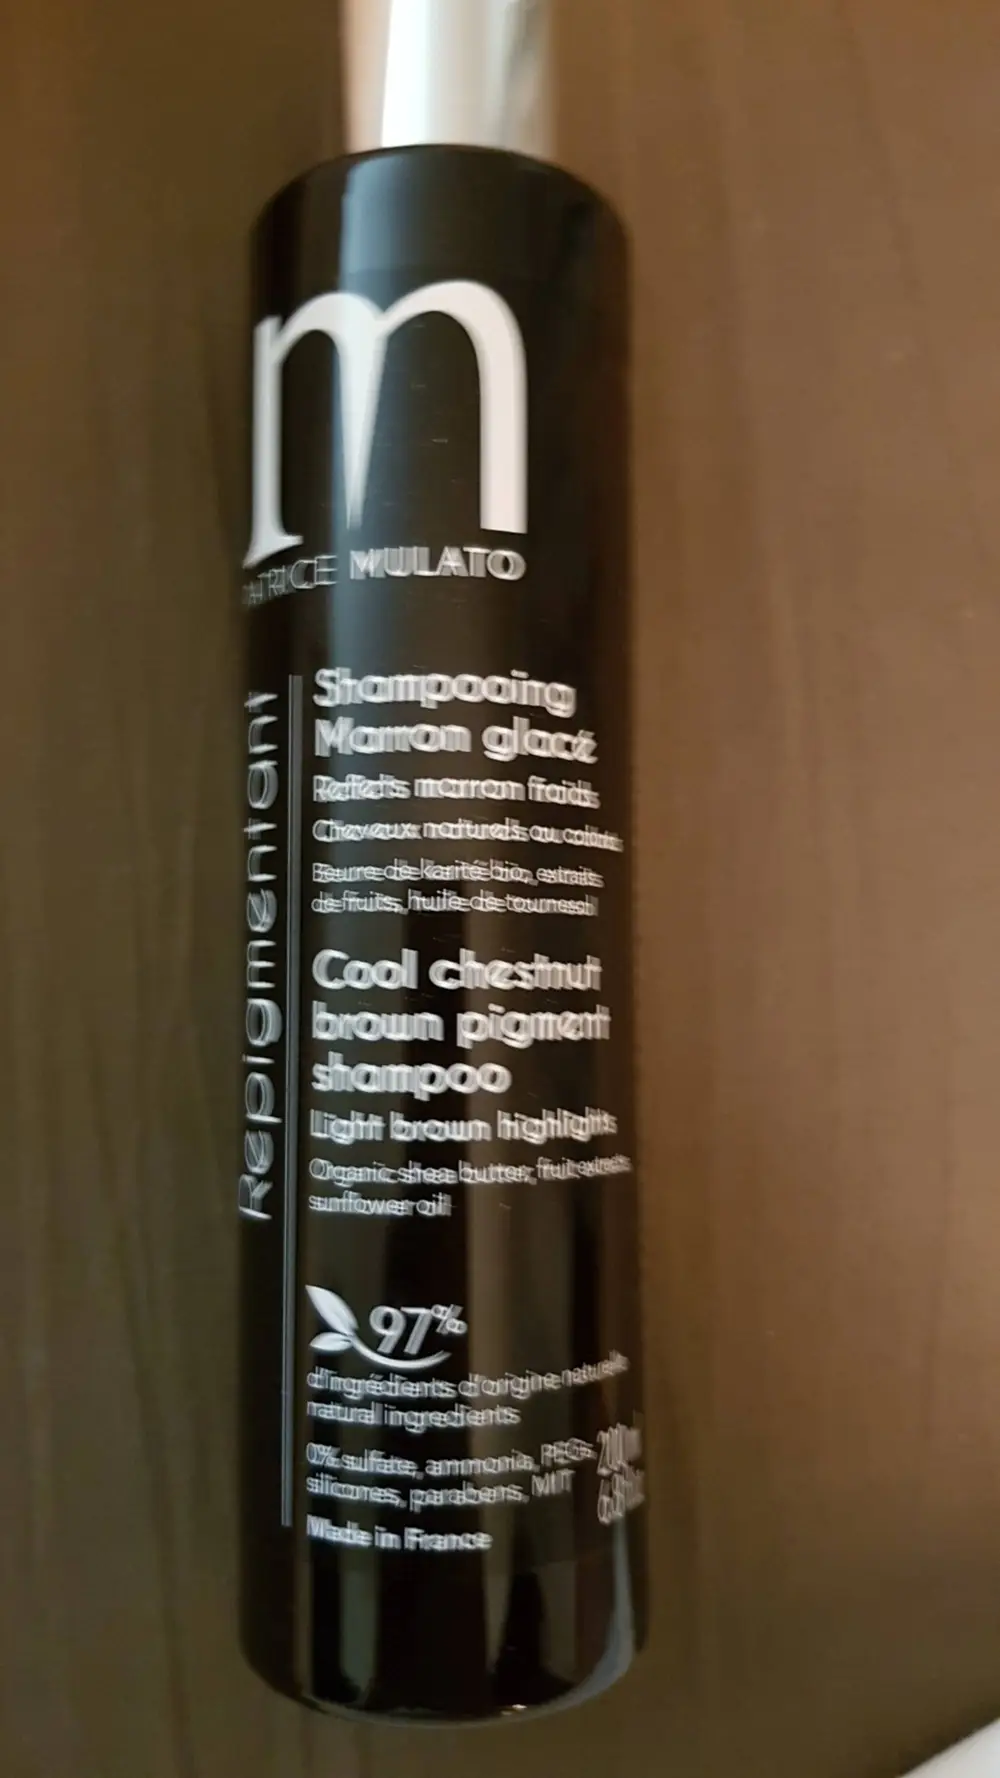 m
MULATO
Repigmentant
Shampooing
Marron glacé
Reflets marron froids
Cheveux naturels ou colorés
Beurre de karité bio, extraits
de fruits, huile de tournesol
Cool chestnut
brown pigment
shampoo
Light brown highlights
Organic shea butter, fruit extracts
sunflower oil
97%
d'ingrédients d'origine naturelle
natural ingredients
0% sulfate, ammonia, PEG
silicones, parabens, MIT
200ml
Made in France